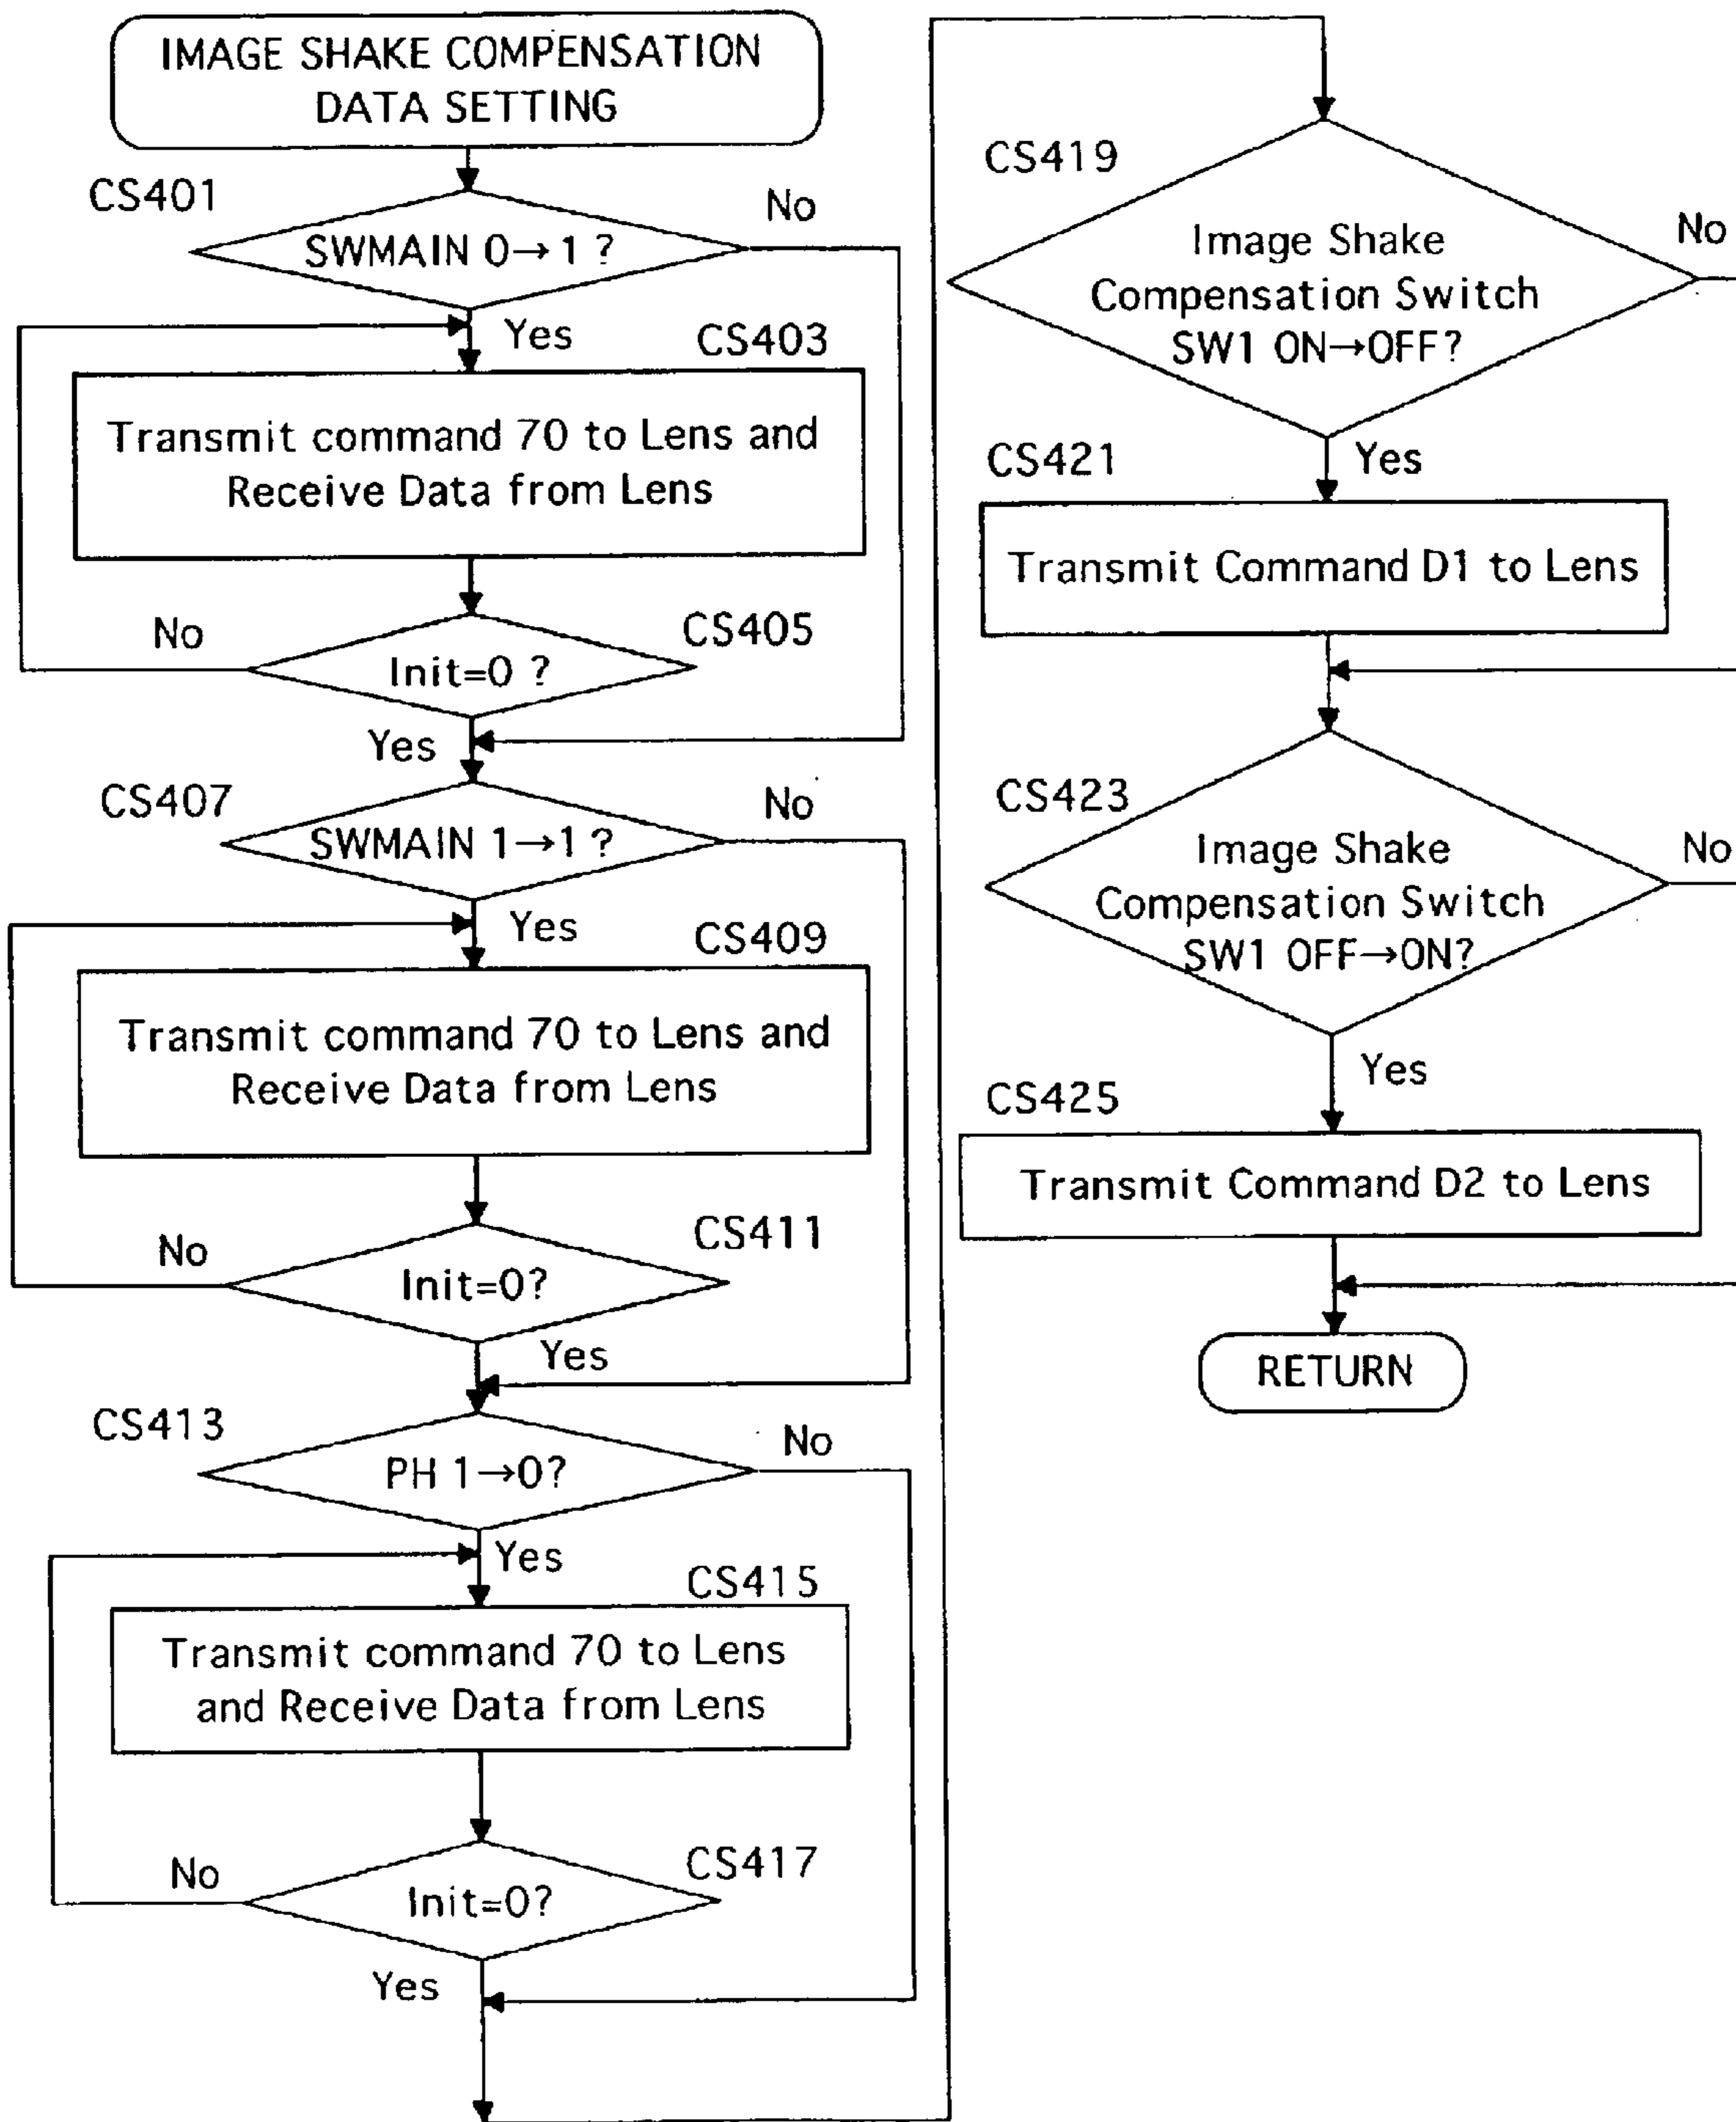 IMAGE SHAKE COMPENSATION
DATA SETTING
CS401
No
SWMAIN 0→1 ?
Yes
CS403
Transmit command 70 to Lens and
Receive Data from Lens
No
CS405
Init=0 ?
Yes
CS407
No
SWMAIN 1→1 ?
Yes
CS409
Transmit command 70 to Lens and
Receive Data from Lens
CS411
No
Init=0?
Yes
CS413
No
PH 1→0?
Yes
CS415
Transmit command 70 to Lens
and Receive Data from Lens
CS417
No
Init=0?
Yes
CS419
No
Image Shake
Compensation Switch
SW1 ON→OFF?
CS421
Yes
Transmit Command D1 to Lens
CS423
No
Image Shake
Compensation Switch
SW1 OFF→ON?
Yes
CS425
Transmit Command D2 to Lens
RETURN